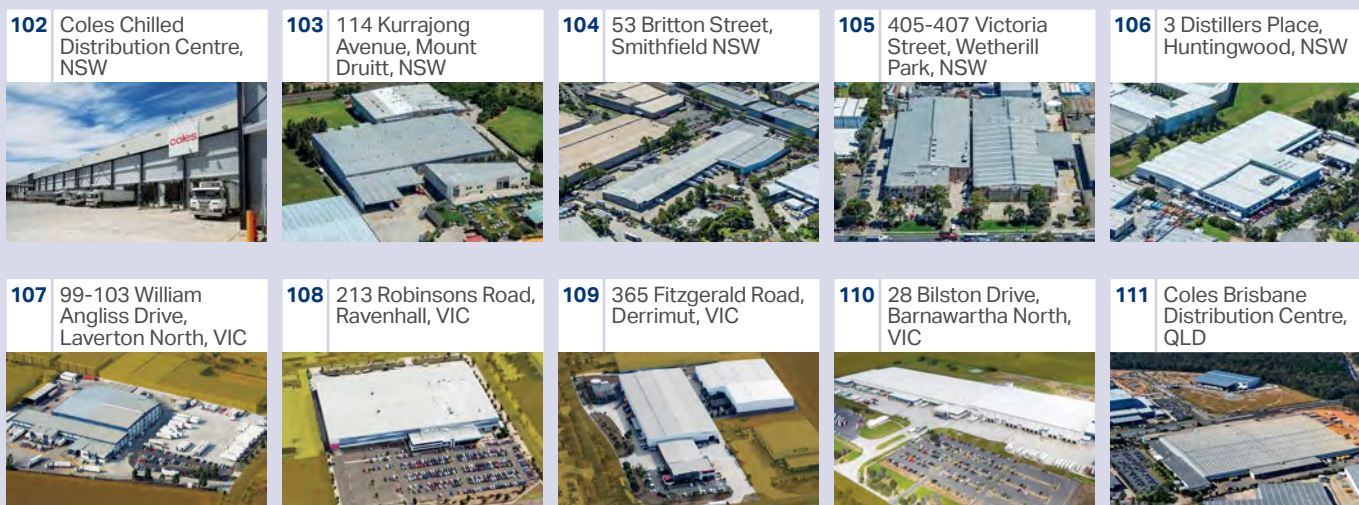 102 Coles Chilled
Distribution Centre,
NSW
103 114 Kurrajong
Avenue, Mount
Druitt, NSW
104 53 Britton Street,
Smithfield NSW
105 405-407 Victoria
Street, Wetherill
Park, NSW
106 3 Distillers Place,
Huntingwood, NSW
coles
107 99-103 William
Angliss Drive,
Laverton North, VIC
108 213 Robinsons Road,
Ravenhall, VIC
109 365 Fitzgerald Road,
Derrimut, VIC
110 28 Bilston Drive,
Barnawartha North,
VIC
111 Coles Brisbane
Distribution Centre,
QLD